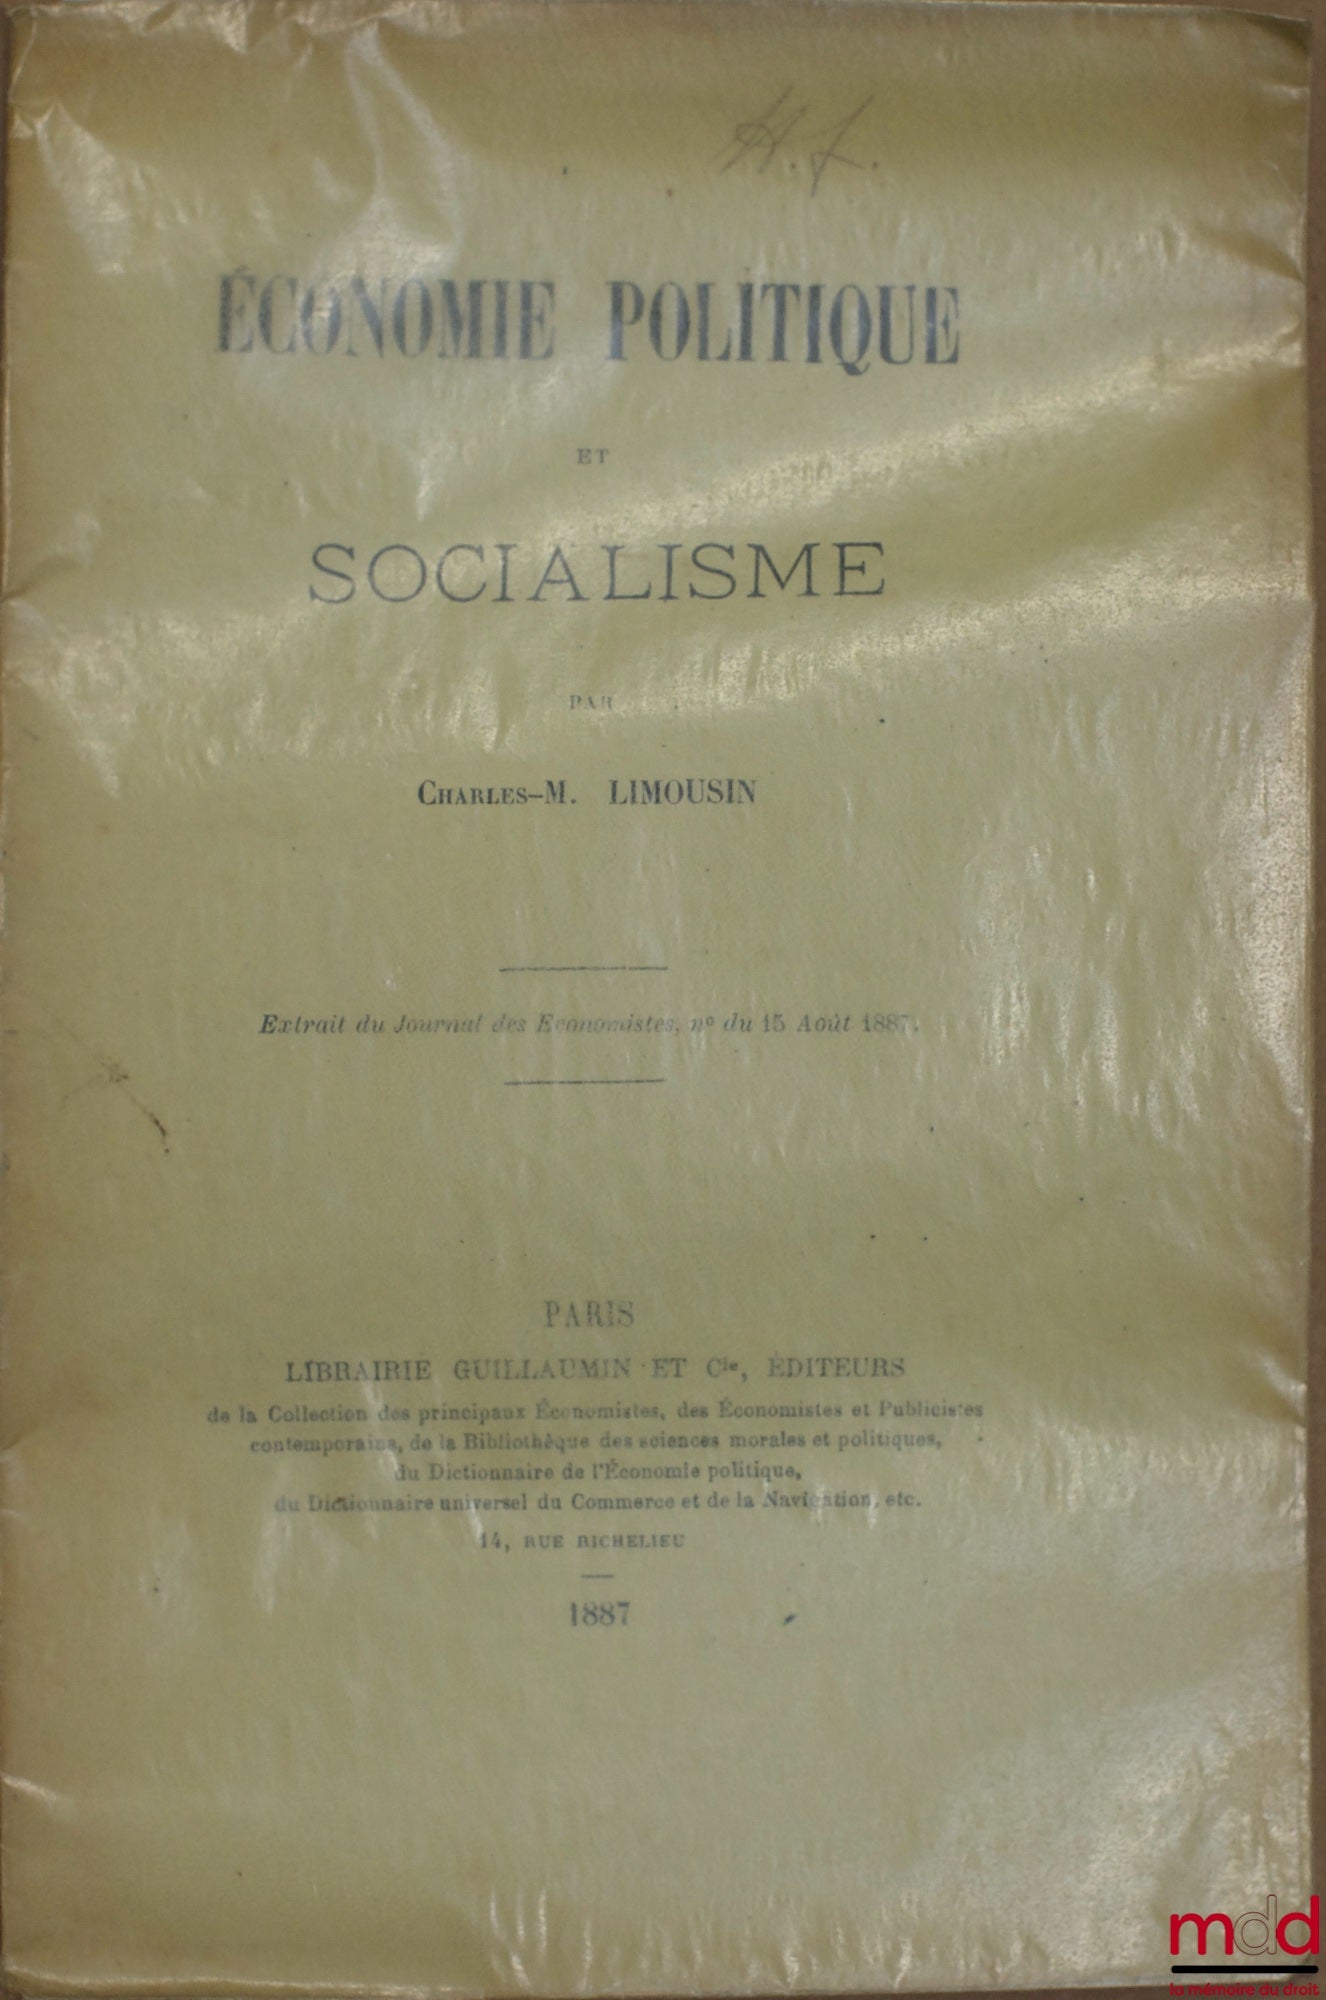 H. f.
ÉCONOMIE POLITIQUE
ET
SOCIALISME
PAR
CHARLES-M. LIMOUSIN
Extrait du Journal des Economistes, nº du 15 Août 1887.
PARIS
LIBRAIRIE GUILLAUMIN ET Cie, ÉDITEURS
de la Collection des principaux Économistes, des Économistes et Publicistes
contemporains, de la Bibliothèque des sciences morales et politiques,
du Dictionnaire de l'Économie politique,
du Dictionnaire universel du Commerce et de la Navigation, etc.
14, RUE RICHELIEU
1887
mdd
la mémoire du droit